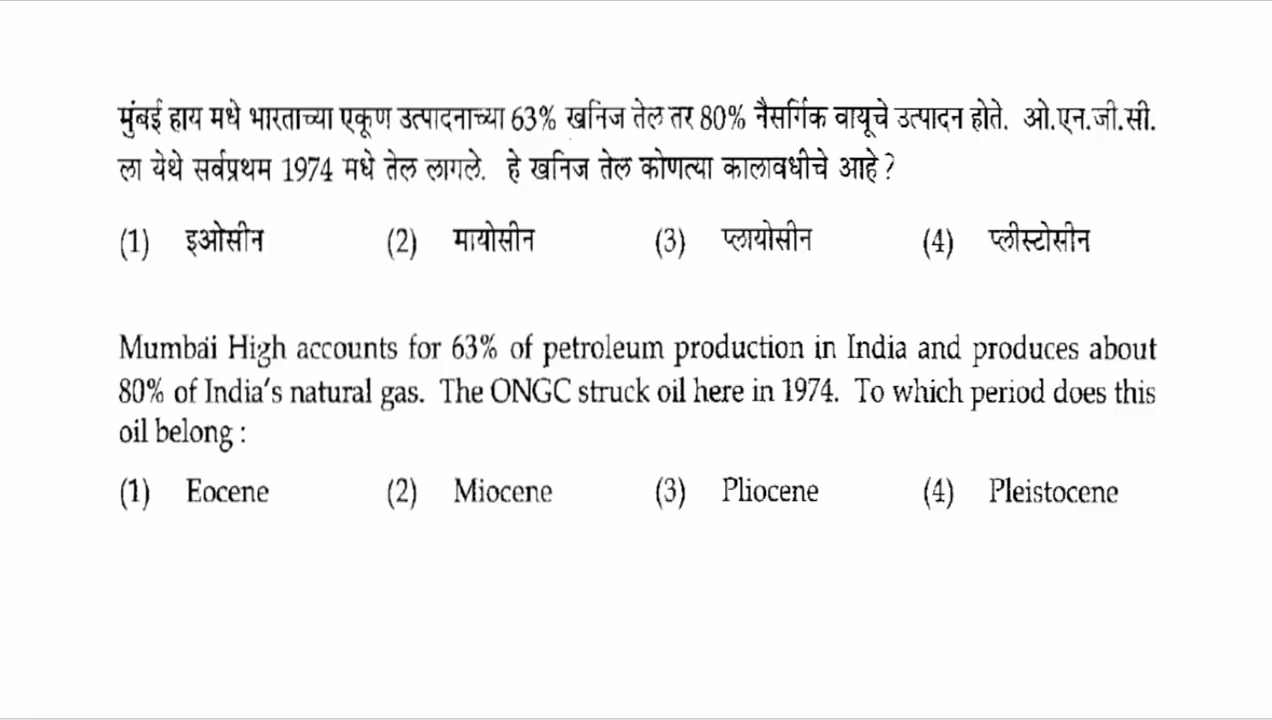 मुंबई हाय मधे भारताच्या एकूण उत्पादनाच्या 63% खनिज तेल तर 80% नैसर्गिक वायूचे उत्पादन होते. ओ.एन.जी.सी.
ला येथे सर्वप्रथम 1974 मधे तेल लागले. हे खनिज तेल कोणत्या कालावधीचे आहे ?
(1) इओसीन (2) मायोसीन (3) प्लायोसीन (4) प्लीस्टोसीन
Mumbai High accounts for 63% of petroleum production in India and produces about
80% of India's natural gas. The ONGC struck oil here in 1974. To which period does this
oil belong :
(1) Eocene (2) Miocene (3) Pliocene (4) Pleistocene